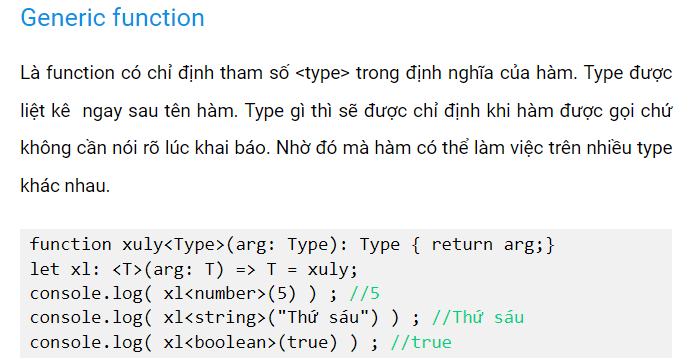 Generic function
Là function có chỉ định tham số <type> trong định nghĩa của hàm. Type được
liệt kê ngay sau tên hàm. Type gì thì sẽ được chỉ định khi hàm được gọi chứ
không cần nói rõ lúc khai báo. Nhờ đó mà hàm có thể làm việc trên nhiều type
khác nhau.
function xuly<Type>(arg: Type): Type { return arg;}
let xl: <T>(arg: T) => T = xuly;
console.log( xl<number>(5) ) ; //5
console.log( xl<string>("Thứ sáu") ) ; //Thứ sáu
console.log( xl<boolean>(true) ) ; //true